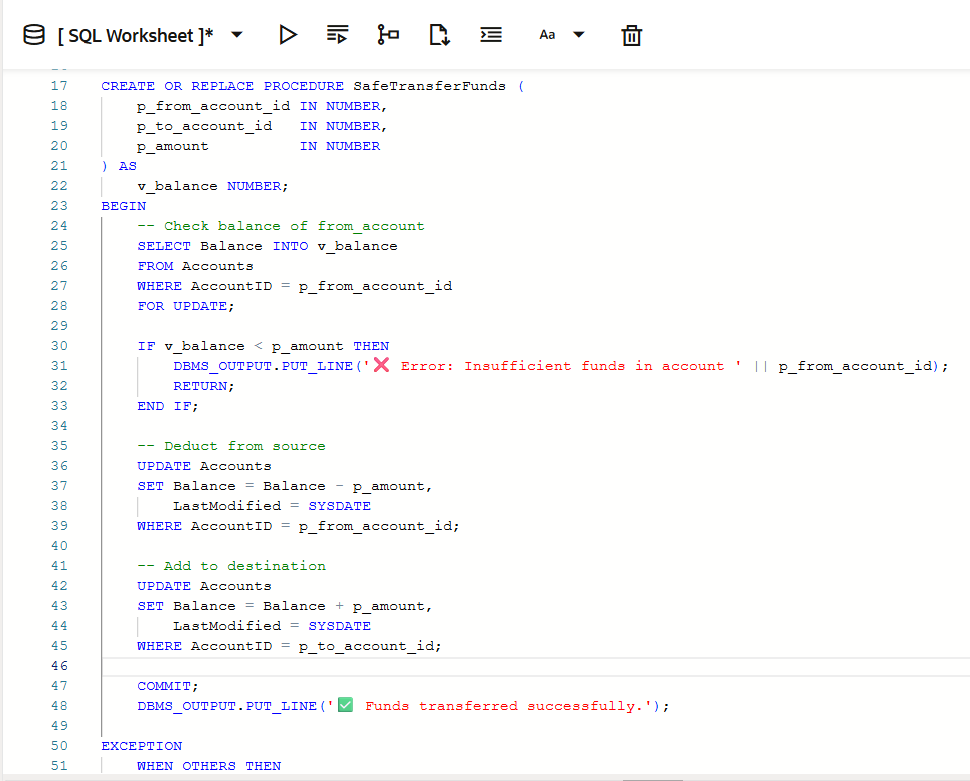 [ SQL Worksheet ]* Aa
17 CREATE OR REPLACE PROCEDURE SafeTransferFunds (
18     p_from_account_id IN NUMBER,
19     p_to_account_id   IN NUMBER,
20     p_amount          IN NUMBER
21 ) AS
22     v_balance NUMBER;
23 BEGIN
24     -- Check balance of from_account
25     SELECT Balance INTO v_balance
26     FROM Accounts
27     WHERE AccountID = p_from_account_id
28     FOR UPDATE;
29
30     IF v_balance < p_amount THEN
31         DBMS_OUTPUT.PUT_LINE('❌ Error: Insufficient funds in account ' || p_from_account_id);
32         RETURN;
33     END IF;
34
35     -- Deduct from source
36     UPDATE Accounts
37     SET Balance = Balance - p_amount,
38         LastModified = SYSDATE
39     WHERE AccountID = p_from_account_id;
40
41     -- Add to destination
42     UPDATE Accounts
43     SET Balance = Balance + p_amount,
44         LastModified = SYSDATE
45     WHERE AccountID = p_to_account_id;
46
47     COMMIT;
48     DBMS_OUTPUT.PUT_LINE('✅ Funds transferred successfully.');
49
50 EXCEPTION
51     WHEN OTHERS THEN